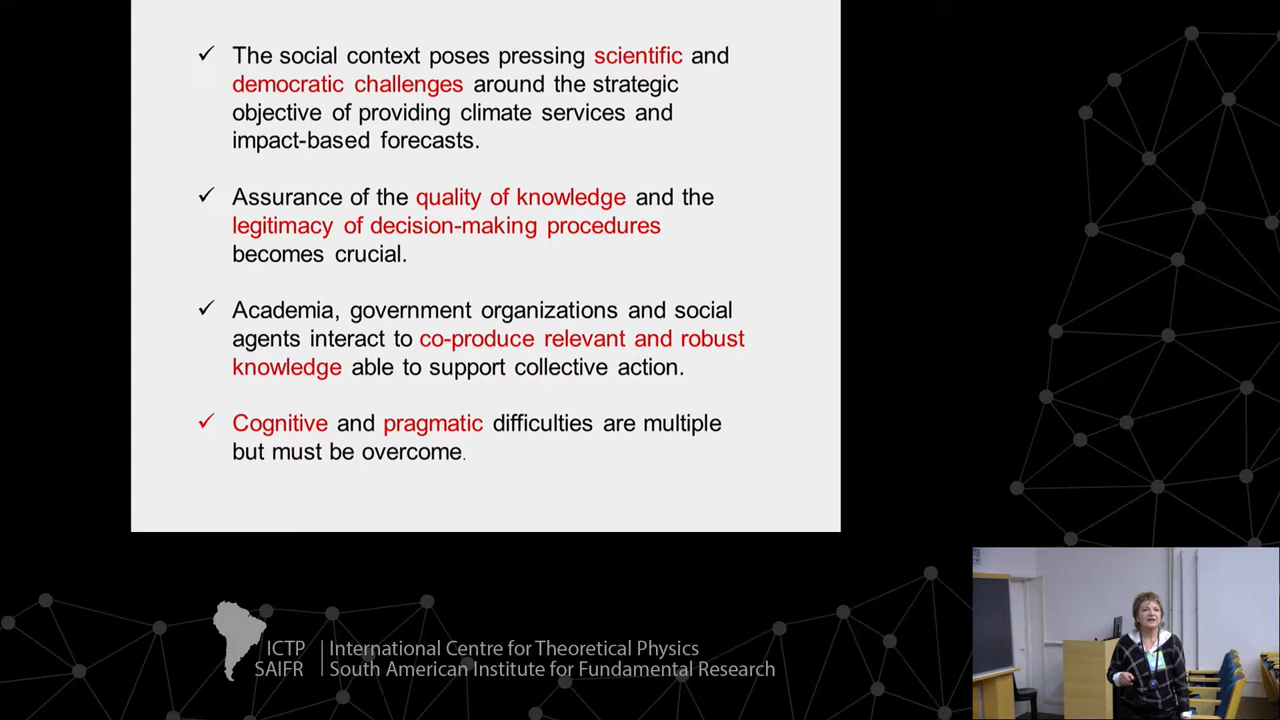 ✓ The social context poses pressing scientific and
democratic challenges around the strategic
objective of providing climate services and
impact-based forecasts.
✓ Assurance of the quality of knowledge and the
legitimacy of decision-making procedures
becomes crucial.
✓ Academia, government organizations and social
agents interact to co-produce relevant and robust
knowledge able to support collective action.
✓ Cognitive and pragmatic difficulties are multiple
but must be overcome.
ICTP | International Centre for Theoretical Physics
SAIFR | South American Institute for Fundamental Research